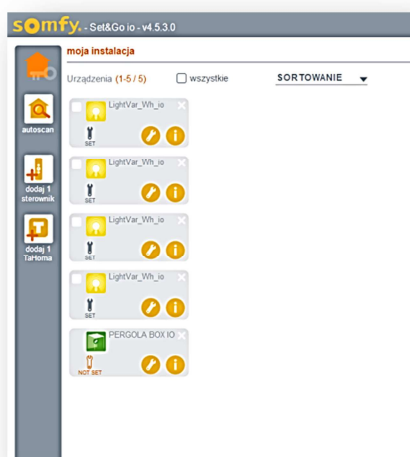 somfy. - Set&Go io - v4.5.3.0
moja instalacja
Urządzenia (1-5 / 5) wszystkie SORTOWANIE
autoscan
dodaj 1
sterownik
dodaj 1
TaHoma
LightVar_Wh_io
SET
LightVar_Wh_io
SET
LightVar_Wh_io
SET
LightVar_Wh_io
SET
PERGOLA BOX IO
NOT SET